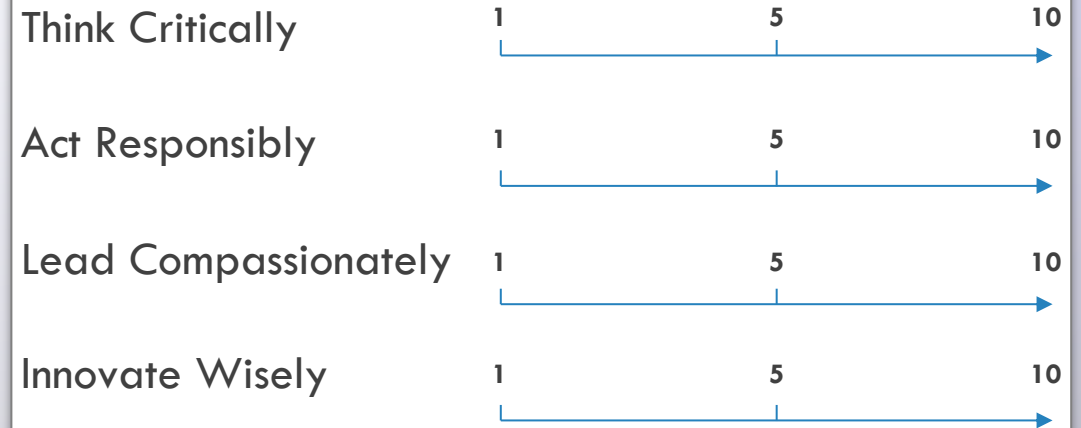 Think Critically 1 5 10
Act Responsibly 1 5 10
Lead Compassionately 1 5 10
Innovate Wisely 1 5 10